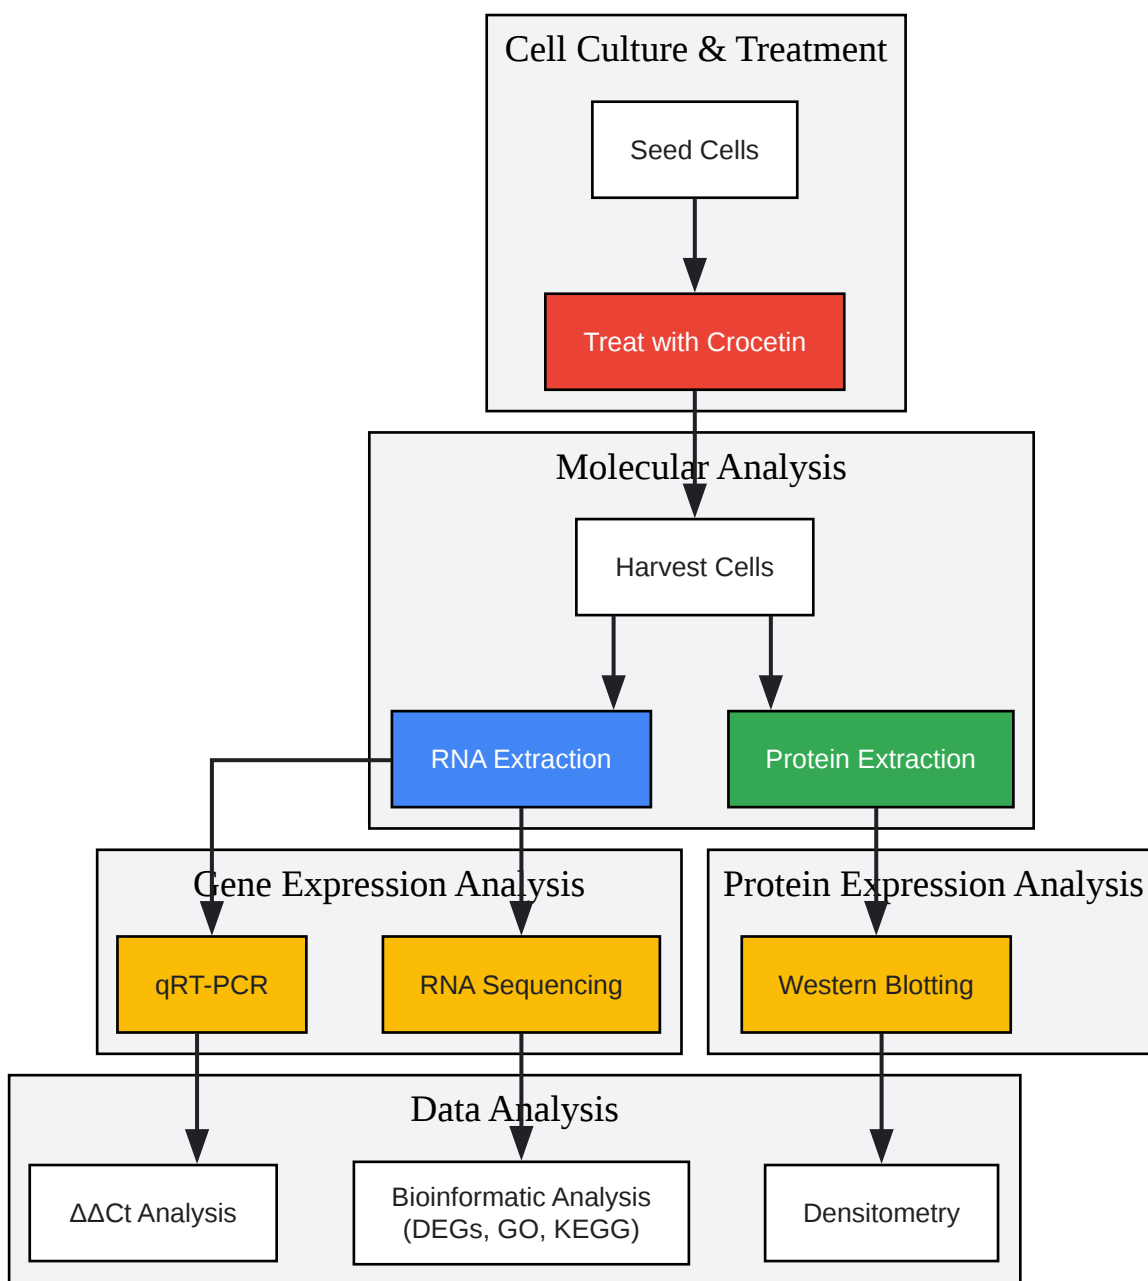 Cell Culture & Treatment
Seed Cells
Treat with Crocetin
Molecular Analysis
Harvest Cells
RNA Extraction
Protein Extraction
Gene Expression Analysis
Protein Expression Analysis
qRT-PCR
RNA Sequencing
Western Blotting
Data Analysis
ΔΔCt Analysis
Bioinformatic Analysis
(DEGs, GO, KEGG)
Densitometry